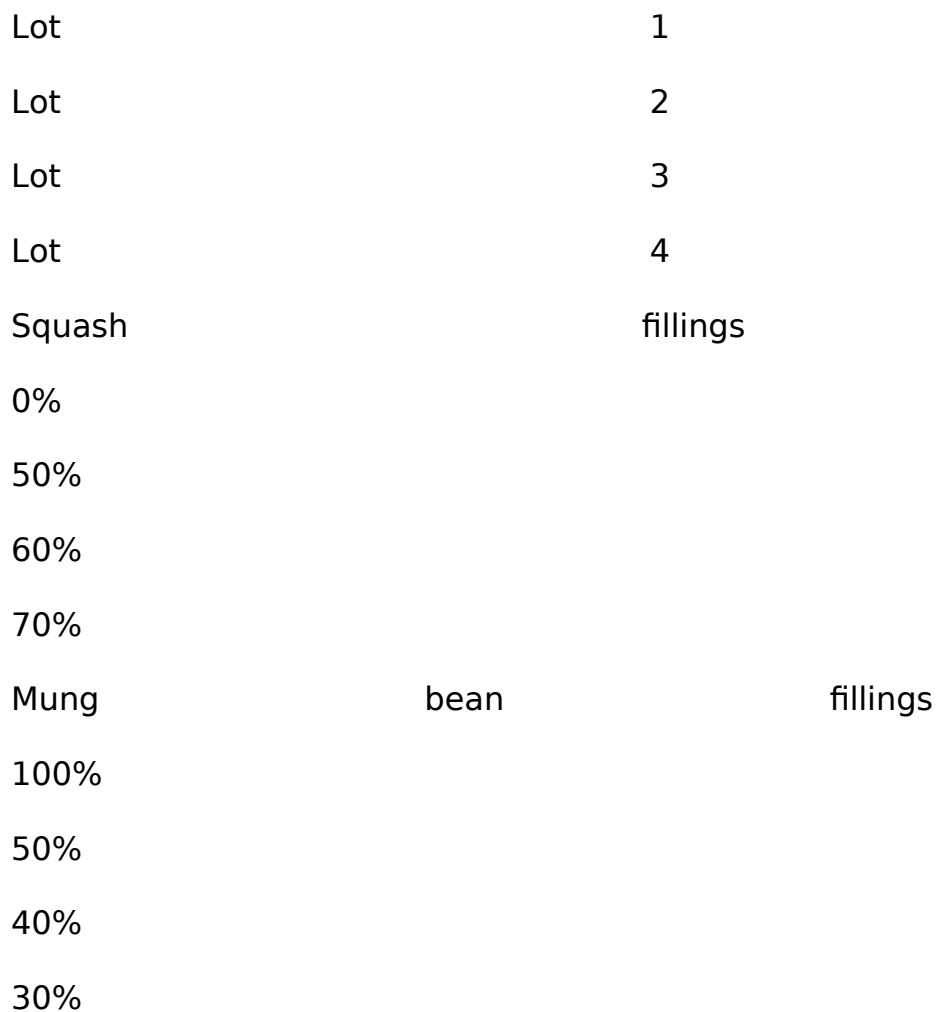 Lot 1
Lot 2
Lot 3
Lot 4
Squash fillings
0%
50%
60%
70%
Mung bean fillings
100%
50%
40%
30%